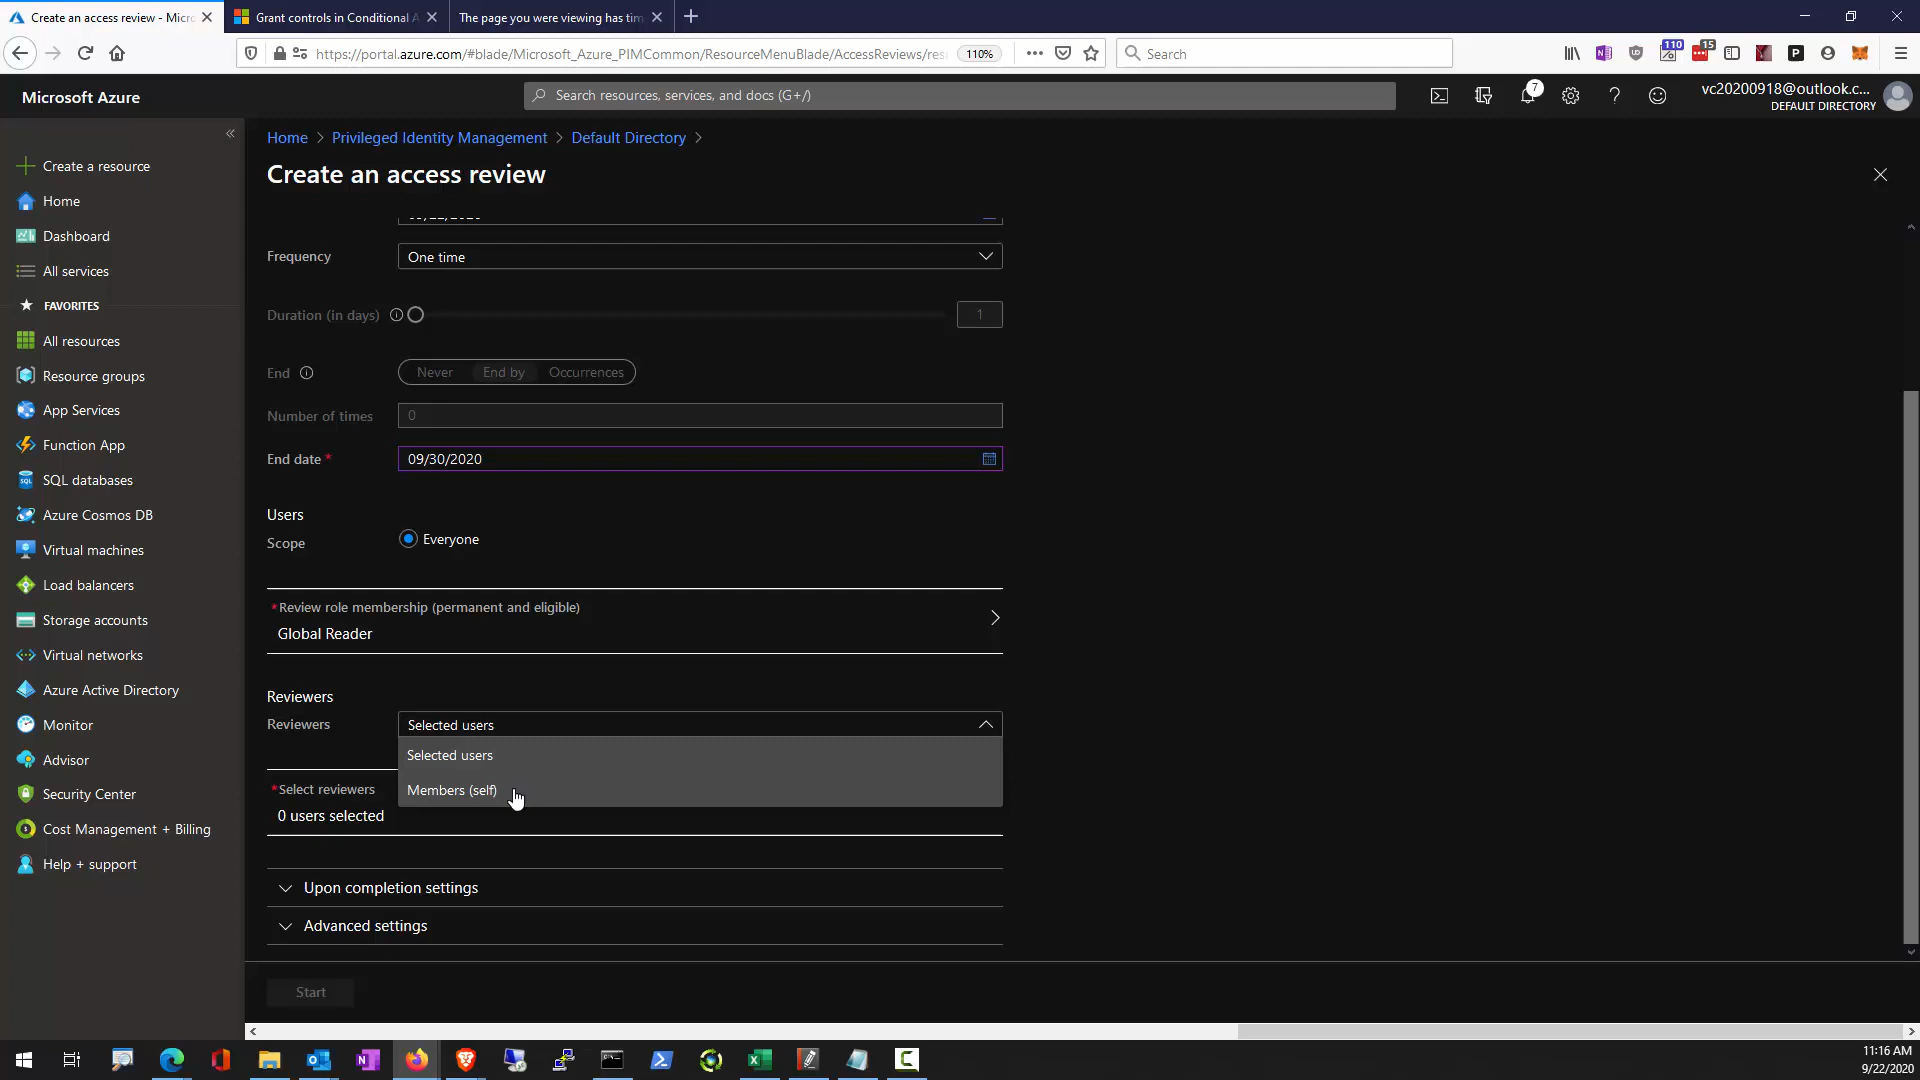 Create an access review - Micr
Grant controls in Conditional A
The page you were viewing has tim
https://portal.azure.com/#blade/Microsoft_Azure_PIMCommon/ResourceMenuBlade/AccessReviews/res
110%
Search
110
15
Microsoft Azure
Search resources, services, and docs (G+/)
7
vc20200918@outlook.c...
DEFAULT DIRECTORY
Home > Privileged Identity Management > Default Directory >
Create an access review
Create a resource
Home
Dashboard
All services
FAVORITES
All resources
Resource groups
App Services
Function App
SQL databases
Azure Cosmos DB
Virtual machines
Load balancers
Storage accounts
Virtual networks
Azure Active Directory
Monitor
Advisor
Security Center
Cost Management + Billing
Help + support
Frequency
One time
Duration (in days)
1
End
Never End by Occurrences
Number of times
0
End date *
09/30/2020
Users
Scope
Everyone
* Review role membership (permanent and eligible)
Global Reader
Reviewers
Reviewers
Selected users
Selected users
Members (self)
* Select reviewers
0 users selected
Upon completion settings
Advanced settings
Start
11:16 AM
9/22/2020